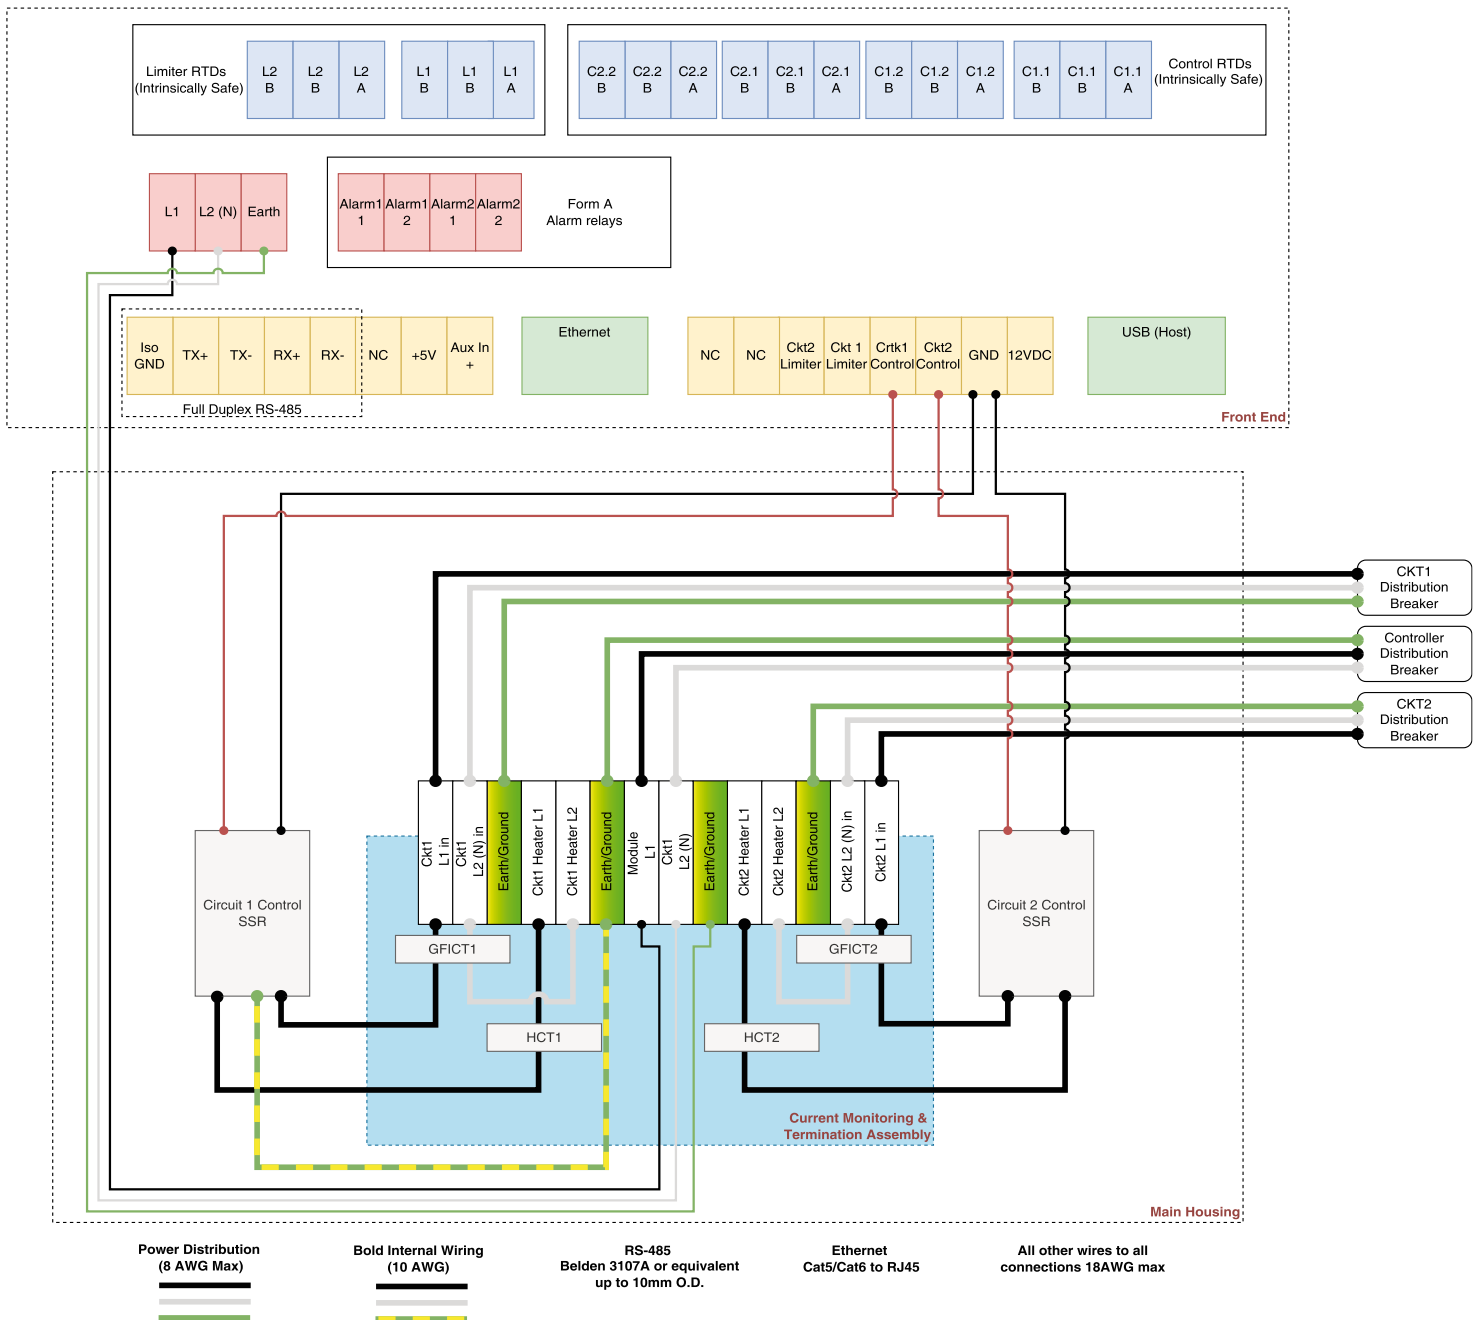 Limiter RTDs
(Intrinsically Safe)
L2
B
L2
B
L2
A
L1
B
L1
B
L1
A
C2.2
B
C2.2
B
C2.2
A
C2.1
B
C2.1
B
C2.1
A
C1.2
B
C1.2
B
C1.2
A
C1.1
B
C1.1
B
C1.1
A
Control RTDs
(Intrinsically Safe)
L1
L2 (N)
Earth
Alarm1
1
Alarm1
2
Alarm2
1
Alarm2
2
Form A
Alarm relays
Iso
GND
TX+
TX-
RX+
RX-
NC
+5V
Aux In
+
Full Duplex RS-485
Ethernet
NC
NC
Ckt2
Limiter
Ckt 1
Limiter
Crtk1
Control
Ckt2
Control
GND
12VDC
USB (Host)
Front End
CKT1
Distribution
Breaker
Controller
Distribution
Breaker
CKT2
Distribution
Breaker
Ckt1
L1 in
Ckt1
L2 (N) in
Earth/Ground
Ckt1 Heater L1
Ckt1 Heater L2
Earth/Ground
Module
L1
Ckt1
L2 (N)
Earth/Ground
Ckt2 Heater L1
Ckt2 Heater L2
Earth/Ground
Ckt2 L2 (N) in
Ckt2 L1 in
Circuit 1 Control
SSR
Circuit 2 Control
SSR
GFICT1
GFICT2
HCT1
HCT2
Current Monitoring &
Termination Assembly
Main Housing
Power Distribution
(8 AWG Max)
Bold Internal Wiring
(10 AWG)
RS-485
Belden 3107A or equivalent
up to 10mm O.D.
Ethernet
Cat5/Cat6 to RJ45
All other wires to all
connections 18AWG max